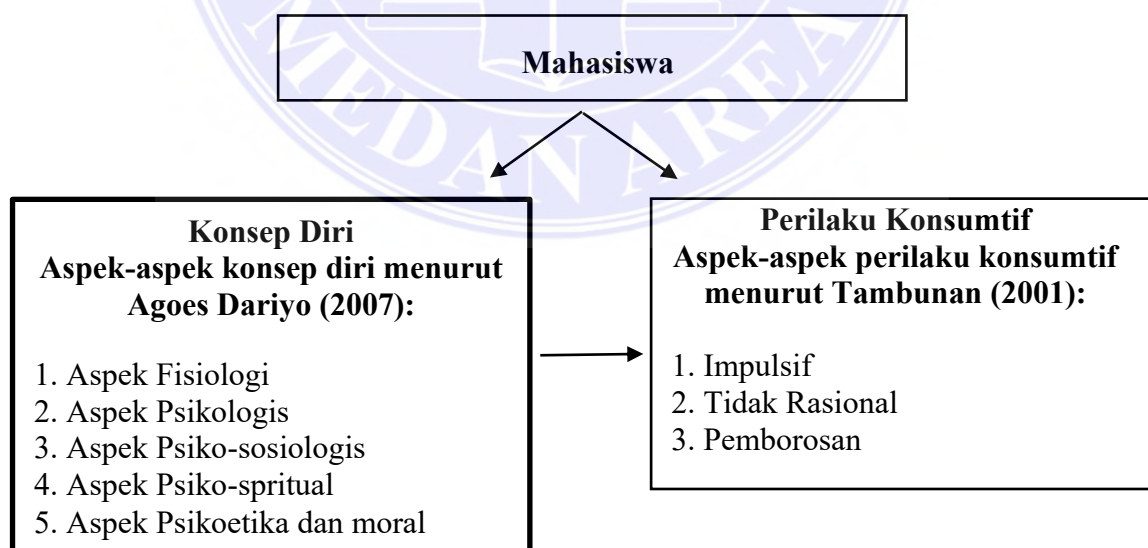 MEDAN AREA
Mahasiswa
Konsep Diri
Aspek-aspek konsep diri menurut
Agoes Dariyo (2007):
1. Aspek Fisiologi
2. Aspek Psikologis
3. Aspek Psiko-sosiologis
4. Aspek Psiko-spritual
5. Aspek Psikoetika dan moral
Perilaku Konsumtif
Aspek-aspek perilaku konsumtif
menurut Tambunan (2001):
1. Impulsif
2. Tidak Rasional
3. Pemborosan